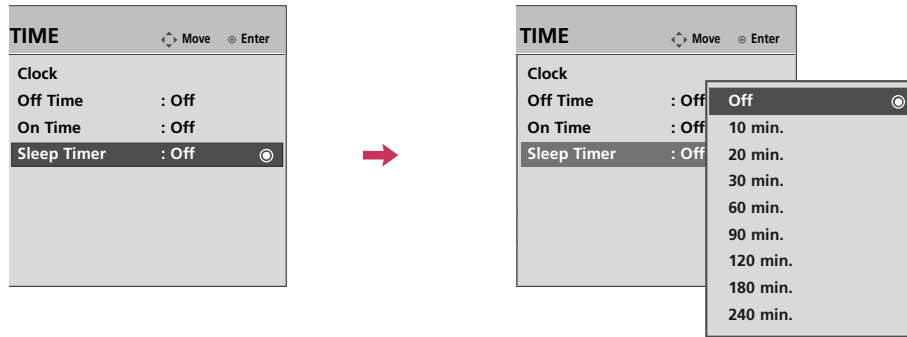 TIME Move Enter
Clock
Off Time : Off
On Time : Off
Sleep Timer : Off
TIME Move Enter
Clock
Off Time : Off
On Time : Off
Sleep Timer : Off
Off
10 min.
20 min.
30 min.
60 min.
90 min.
120 min.
180 min.
240 min.